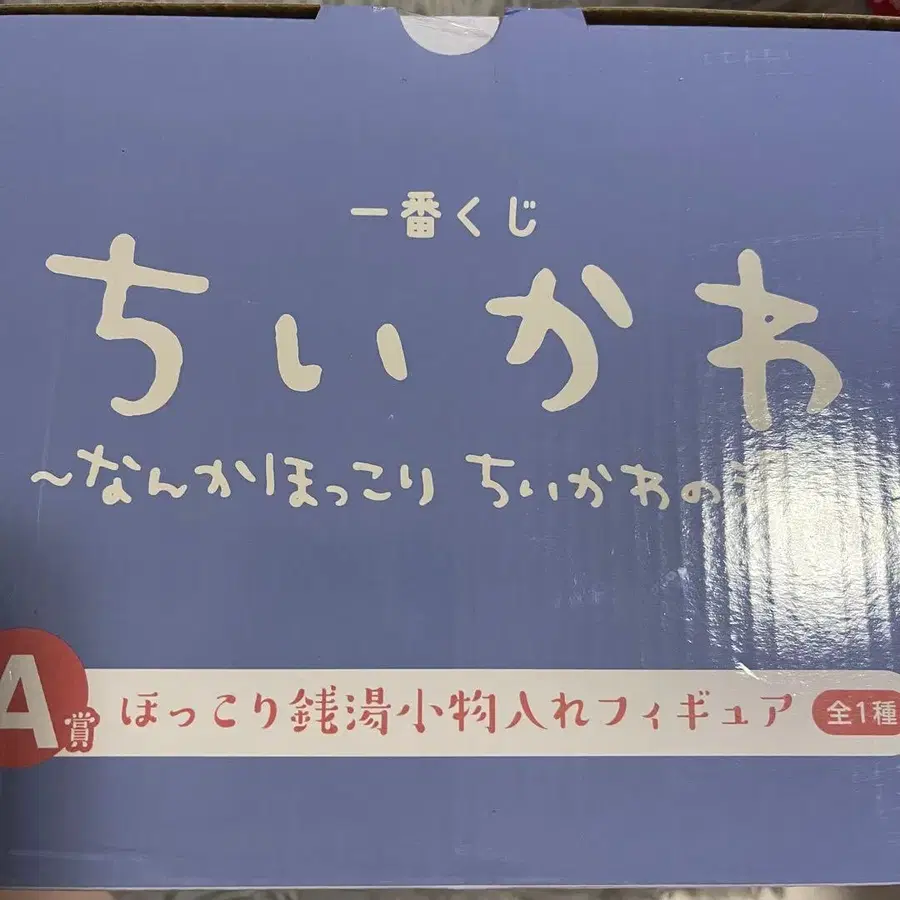 一番くじ
ちいかわ
～なんかほっこり ちいかわの
A賞 ほっこり銭湯小物入れフィギュア 全1種